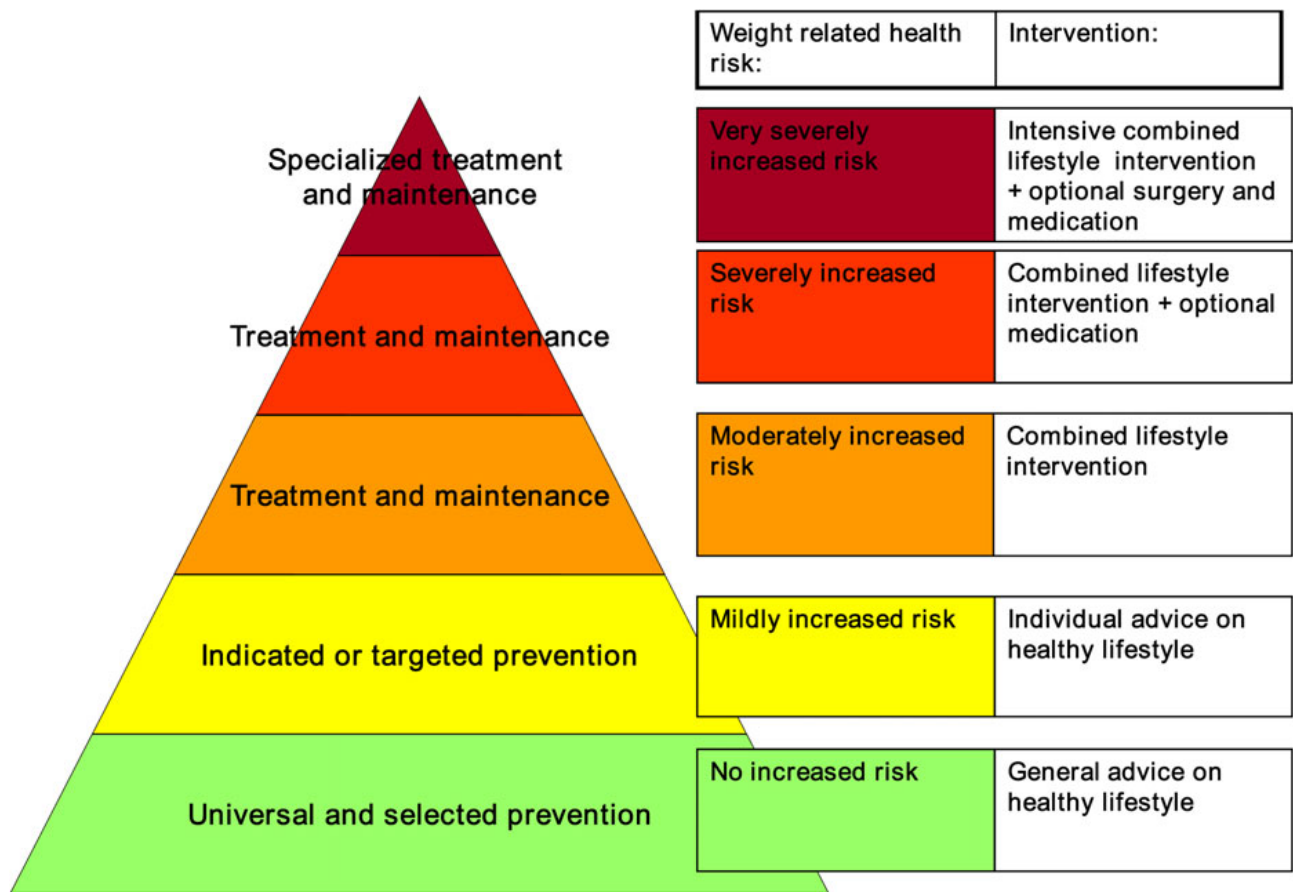 Weight related health
risk:
Intervention:
Specialized treatment
and maintenance
Very severely
increased risk
Intensive combined
lifestyle intervention
+ optional surgery and
medication
Treatment and maintenance
Severely increased
risk
Combined lifestyle
intervention + optional
medication
Treatment and maintenance
Moderately increased
risk
Combined lifestyle
intervention
Indicated or targeted prevention
Mildly increased risk
Individual advice on
healthy lifestyle
Universal and selected prevention
No increased risk
General advice on
healthy lifestyle